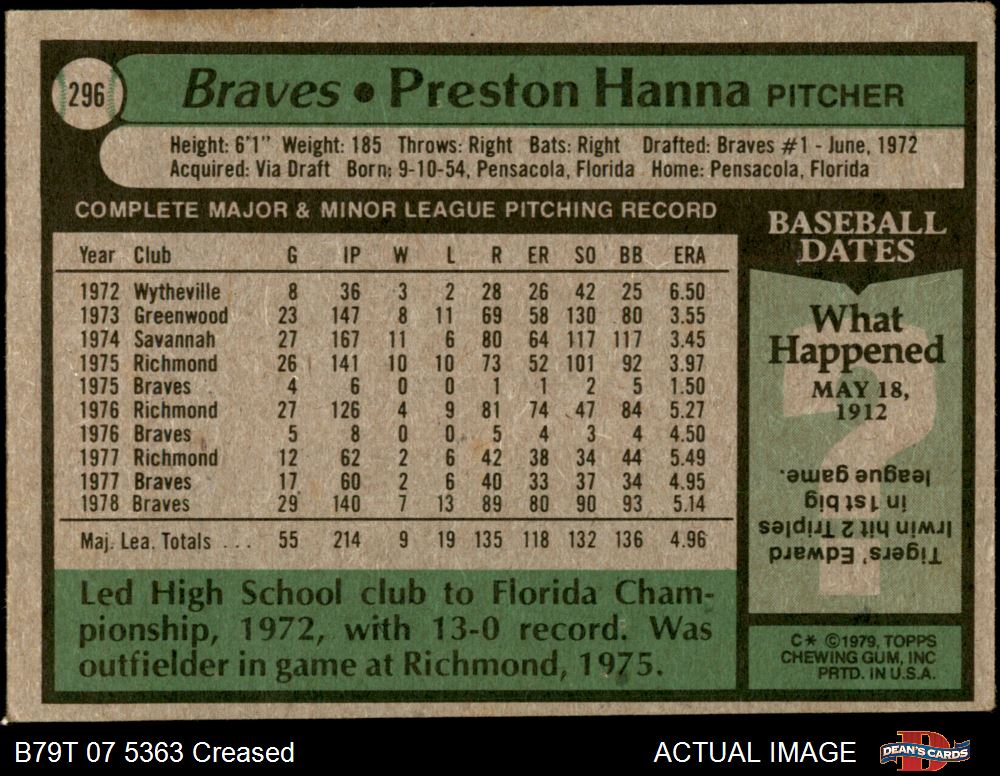 296
Braves • Preston Hanna PITCHER
Height: 6'1" Weight: 185 Throws: Right Bats: Right Drafted: Braves #1 - June, 1972
Acquired: Via Draft Born: 9-10-54, Pensacola, Florida Home: Pensacola, Florida
COMPLETE MAJOR & MINOR LEAGUE PITCHING RECORD
Year Club G IP W L R ER SO BB ERA
1972 Wytheville 8 36 3 2 28 26 42 25 6.50
1973 Greenwood 23 147 8 11 69 58 130 80 3.55
1974 Savannah 27 167 11 6 80 64 117 117 3.45
1975 Richmond 26 141 10 10 73 52 101 92 3.97
1975 Braves 4 6 0 0 1 1 2 5 1.50
1976 Richmond 27 126 4 9 81 74 47 84 5.27
1976 Braves 5 8 0 0 5 4 3 4 4.50
1977 Richmond 12 62 2 6 42 38 34 44 5.49
1977 Braves 17 60 2 6 40 33 37 34 4.95
1978 Braves 29 140 7 13 89 80 90 93 5.14
Maj. Lea. Totals ... 55 214 9 19 135 118 132 136 4.96
Led High School club to Florida Cham-
pionship, 1972, with 13-0 record. Was
outfielder in game at Richmond, 1975.
BASEBALL
DATES
What
Happened
MAY 18,
1912
?
Tigers' Edward
Irwin hit 2 Triples
in 1st big
league game.
C* ©1979, TOPPS
CHEWING GUM, INC
PRTD. IN U.S.A.
B79T 07 5363 Creased
ACTUAL IMAGE
D
DEAN'S CARDS